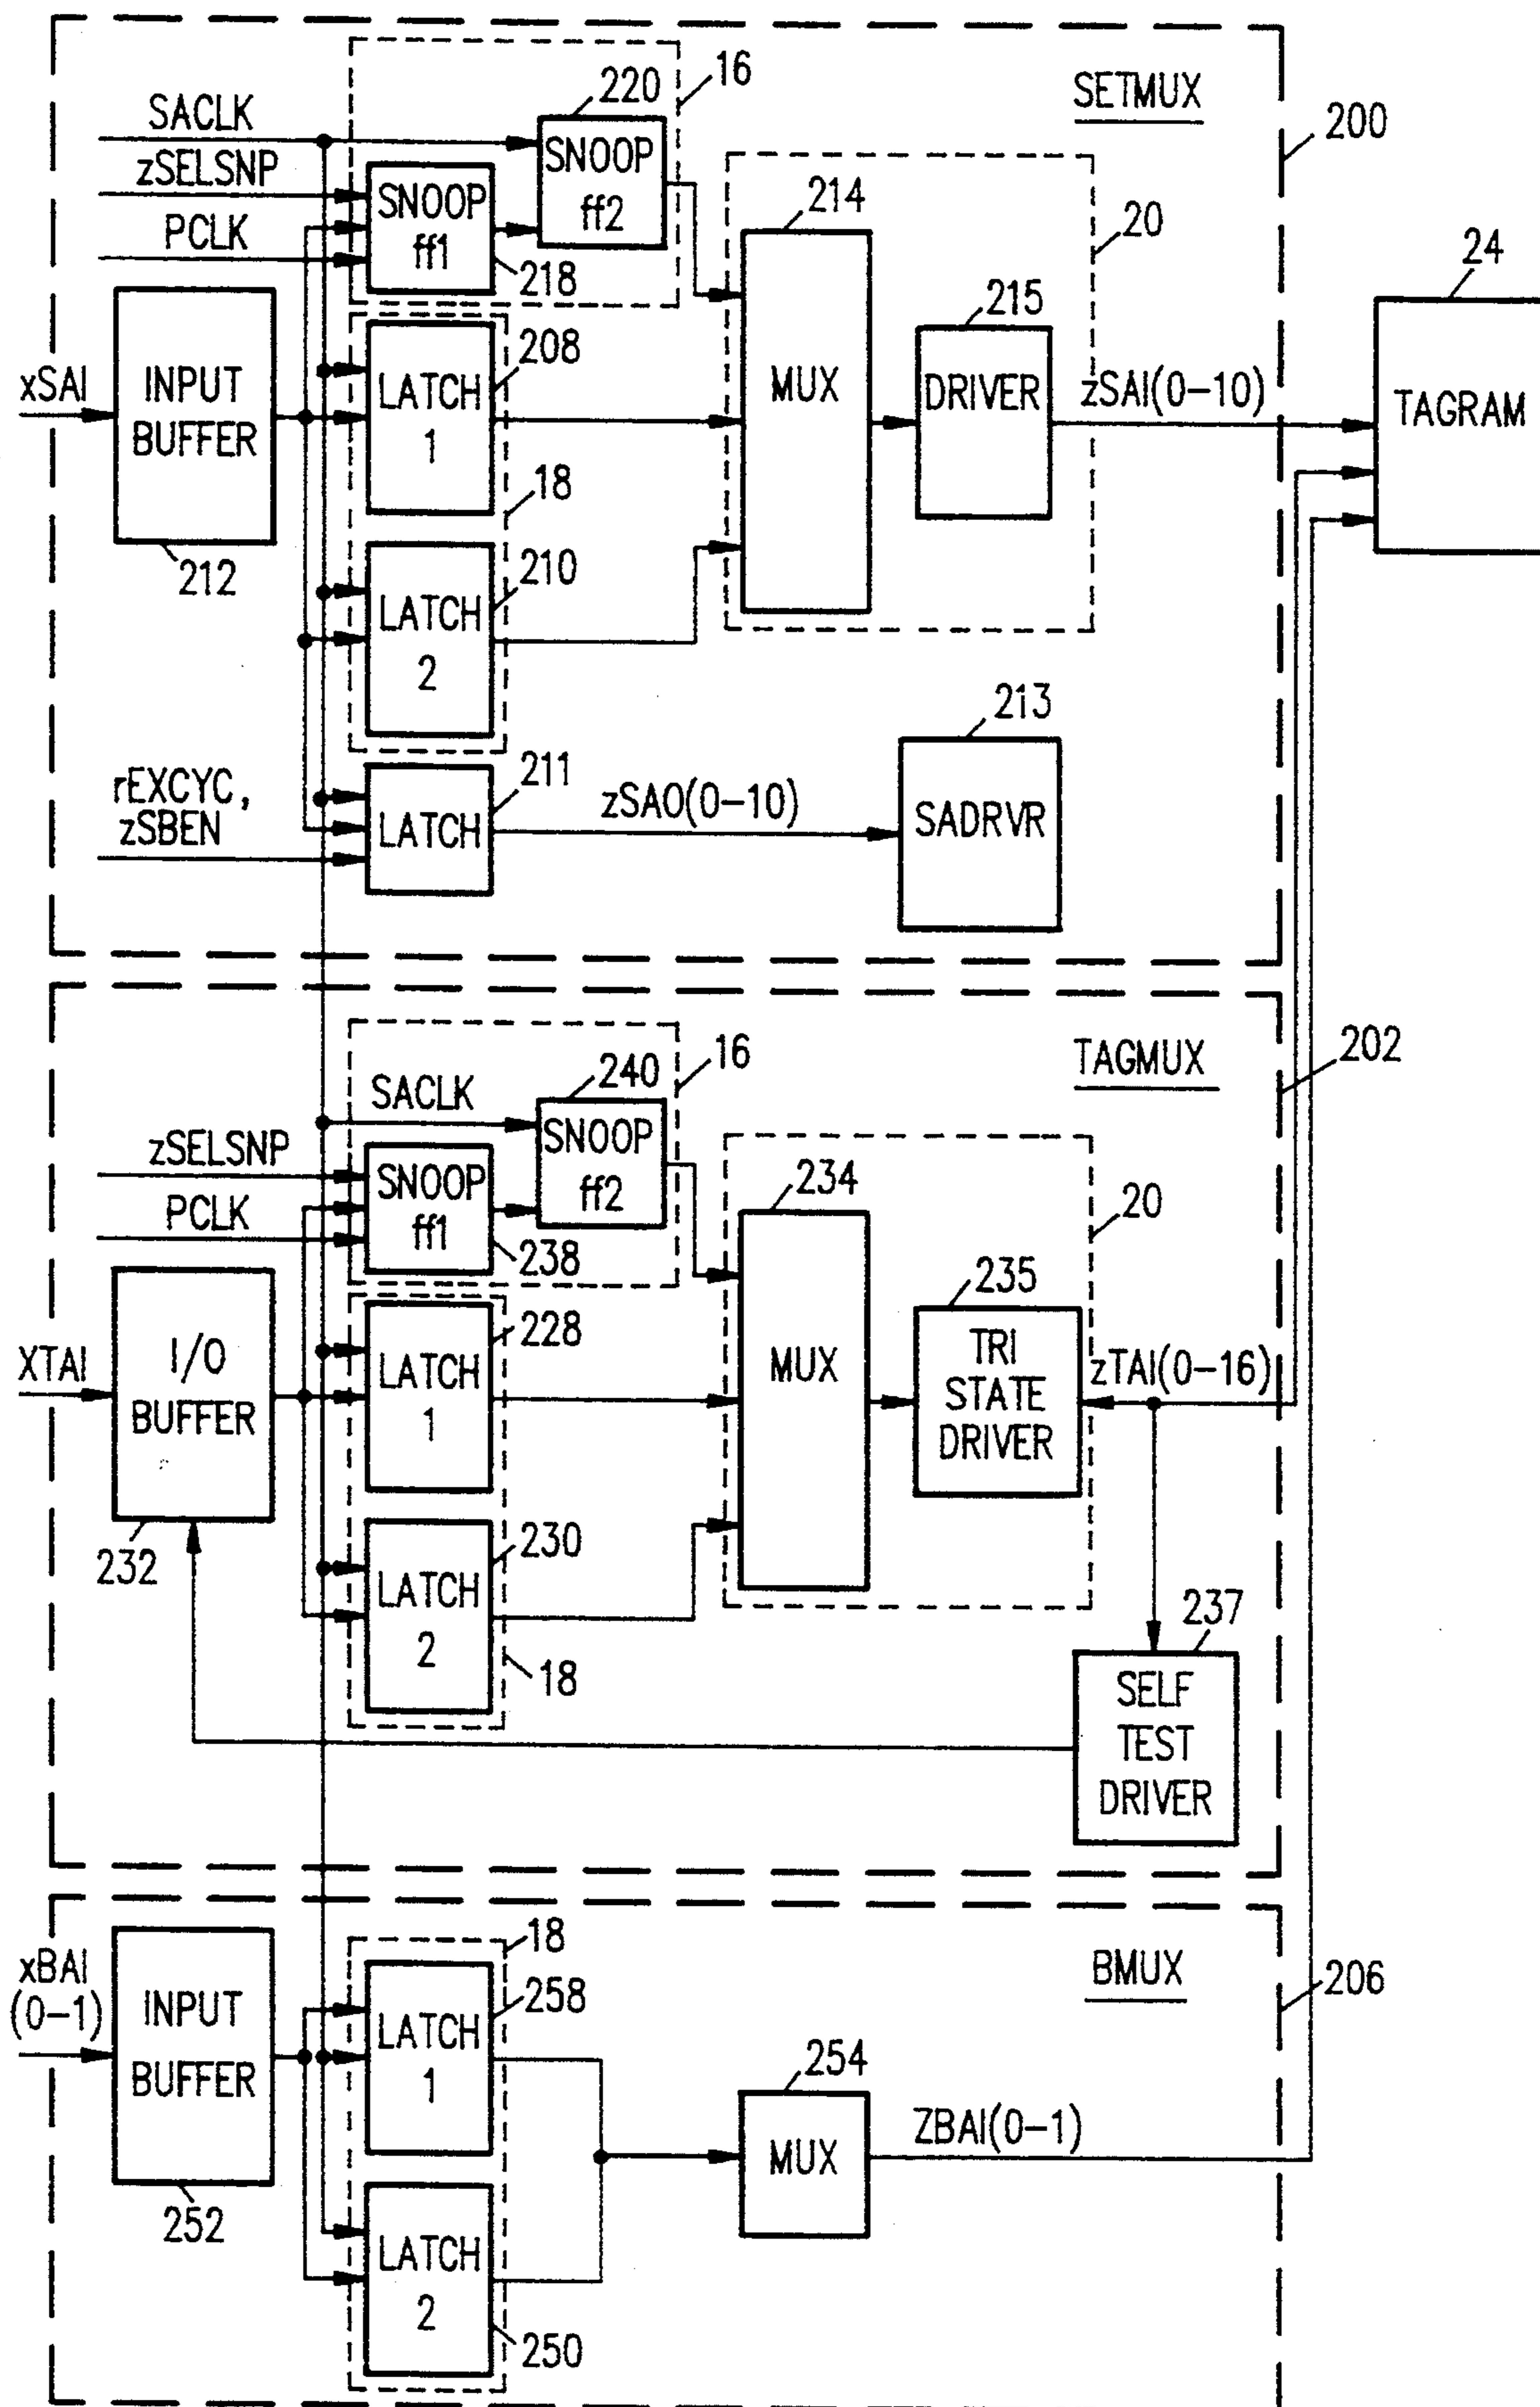 SETMUX
200
16
220
SACLK
zSELSNP
PCLK
SNOOP
ff2
SNOOP
ff1
218
214
20
24
215
208
xSAI
INPUT
BUFFER
212
LATCH
1
MUX
DRIVER
zSAI(0-10)
TAGRAM
18
210
LATCH
2
213
211
rEXCYC,
zSBEN
LATCH
zSAO(0-10)
SADRVR
TAGMUX
202
16
240
SACLK
zSELSNP
PCLK
SNOOP
ff2
SNOOP
ff1
238
234
20
235
228
XTAI
I/O
BUFFER
232
LATCH
1
MUX
TRI
STATE
DRIVER
zTAI(0-16)
230
LATCH
2
18
237
SELF
TEST
DRIVER
BMUX
206
18
xBAI
(0-1)
INPUT
BUFFER
252
258
LATCH
1
254
MUX
ZBAI(0-1)
LATCH
2
250